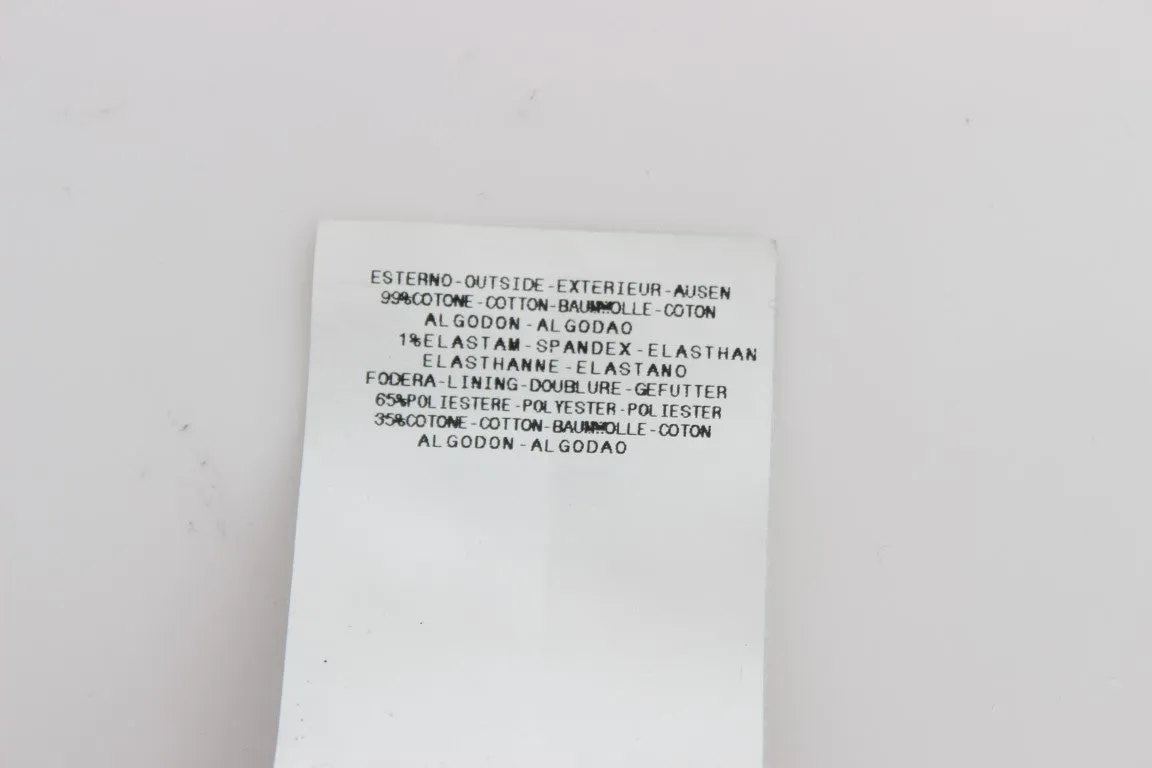 ESTERNO-OUTSIDE-EXTERIEUR-AUSEN
99%COTONE-COTTON-BAUMWOLLE-COTON
ALGODON-ALGODAO
1%ELASTAM-SPANDEX-ELASTHAN
ELASTHANNE-ELASTANO
FODERA-LINING-DOUBLURE-GEFUTTER
65%POLIESTERE-POLYESTER-POLIESTER
35%COTONE-COTTON-BAUMWOLLE-COTON
ALGODON-ALGODAO